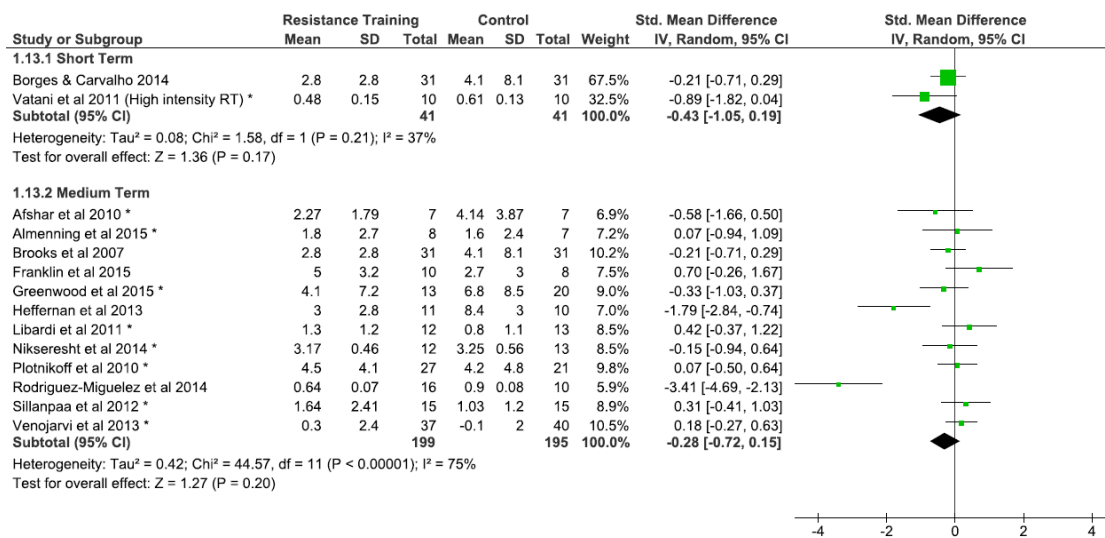 Resistance Training Control Std. Mean Difference Std. Mean Difference
Study or Subgroup Mean SD Total Mean SD Total Weight IV, Random, 95% CI IV, Random, 95% CI
1.13.1 Short Term
Borges & Carvalho 2014 2.8 2.8 31 4.1 8.1 31 67.5% -0.21 [-0.71, 0.29]
Vatani et al 2011 (High intensity RT) * 0.48 0.15 10 0.61 0.13 10 32.5% -0.89 [-1.82, 0.04]
Subtotal (95% CI) 41 41 100.0% -0.43 [-1.05, 0.19]
Heterogeneity: Tau² = 0.08; Chi² = 1.58, df = 1 (P = 0.21); I² = 37%
Test for overall effect: Z = 1.36 (P = 0.17)
1.13.2 Medium Term
Afshar et al 2010 * 2.27 1.79 7 4.14 3.87 7 6.9% -0.58 [-1.66, 0.50]
Almenning et al 2015 * 1.8 2.7 8 1.6 2.4 7 7.2% 0.07 [-0.94, 1.09]
Brooks et al 2007 2.8 2.8 31 4.1 8.1 31 10.2% -0.21 [-0.71, 0.29]
Franklin et al 2015 5 3.2 10 2.7 3 8 7.5% 0.70 [-0.26, 1.67]
Greenwood et al 2015 * 4.1 7.2 13 6.8 8.5 20 9.0% -0.33 [-1.03, 0.37]
Heffernan et al 2013 3 2.8 11 8.4 3 10 7.0% -1.79 [-2.84, -0.74]
Libardi et al 2011 * 1.3 1.2 12 0.8 1.1 13 8.5% 0.42 [-0.37, 1.22]
Nikseresht et al 2014 * 3.17 0.46 12 3.25 0.56 13 8.5% -0.15 [-0.94, 0.64]
Plotnikoff et al 2010 * 4.5 4.1 27 4.2 4.8 21 9.8% 0.07 [-0.50, 0.64]
Rodriguez-Miguelez et al 2014 0.64 0.07 16 0.9 0.08 10 5.9% -3.41 [-4.69, -2.13]
Sillanpaa et al 2012 * 1.64 2.41 15 1.03 1.2 15 8.9% 0.31 [-0.41, 1.03]
Venojarvi et al 2013 * 0.3 2.4 37 -0.1 2 40 10.5% 0.18 [-0.27, 0.63]
Subtotal (95% CI) 199 195 100.0% -0.28 [-0.72, 0.15]
Heterogeneity: Tau² = 0.42; Chi² = 44.57, df = 11 (P < 0.00001); I² = 75%
Test for overall effect: Z = 1.27 (P = 0.20)
-4 -2 0 2 4